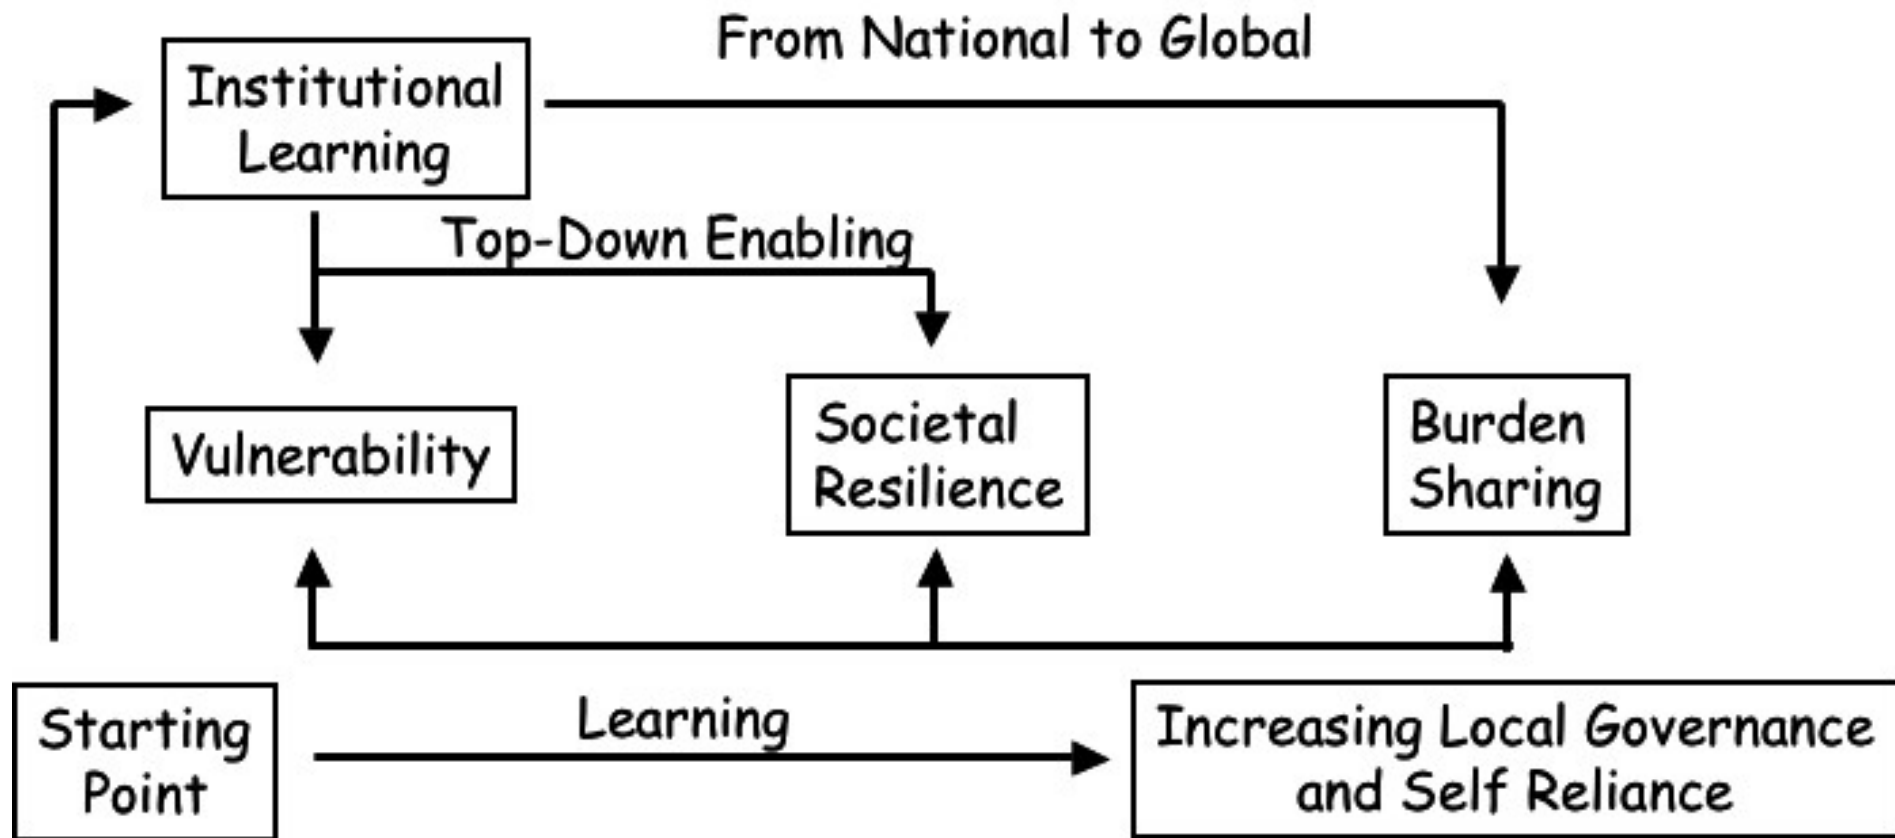 From National to Global
Institutional
Learning
Top-Down Enabling
Vulnerability
Societal
Resilience
Burden
Sharing
Starting
Point
Learning
Increasing Local Governance
and Self Reliance